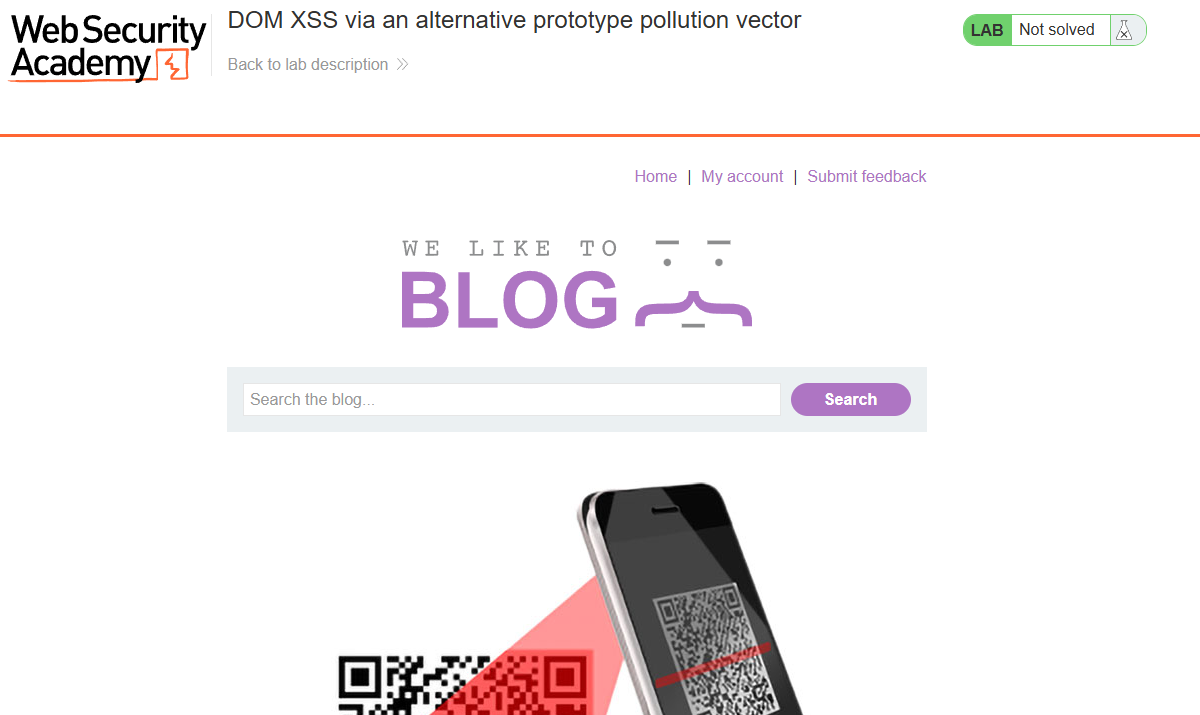 Web Security
Academy
DOM XSS via an alternative prototype pollution vector
Back to lab description
LAB Not solved
Home | My account | Submit feedback
WE LIKE TO
BLOG
Search the blog...
Search